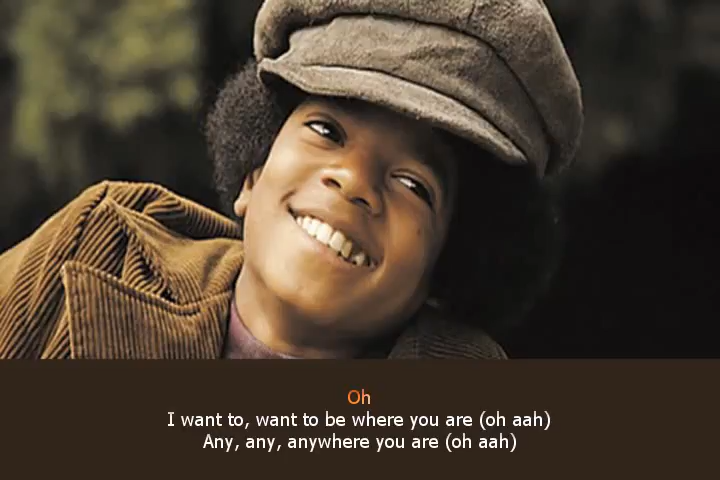 Oh
I want to, want to be where you are (oh aah)
Any, any, anywhere you are (oh aah)